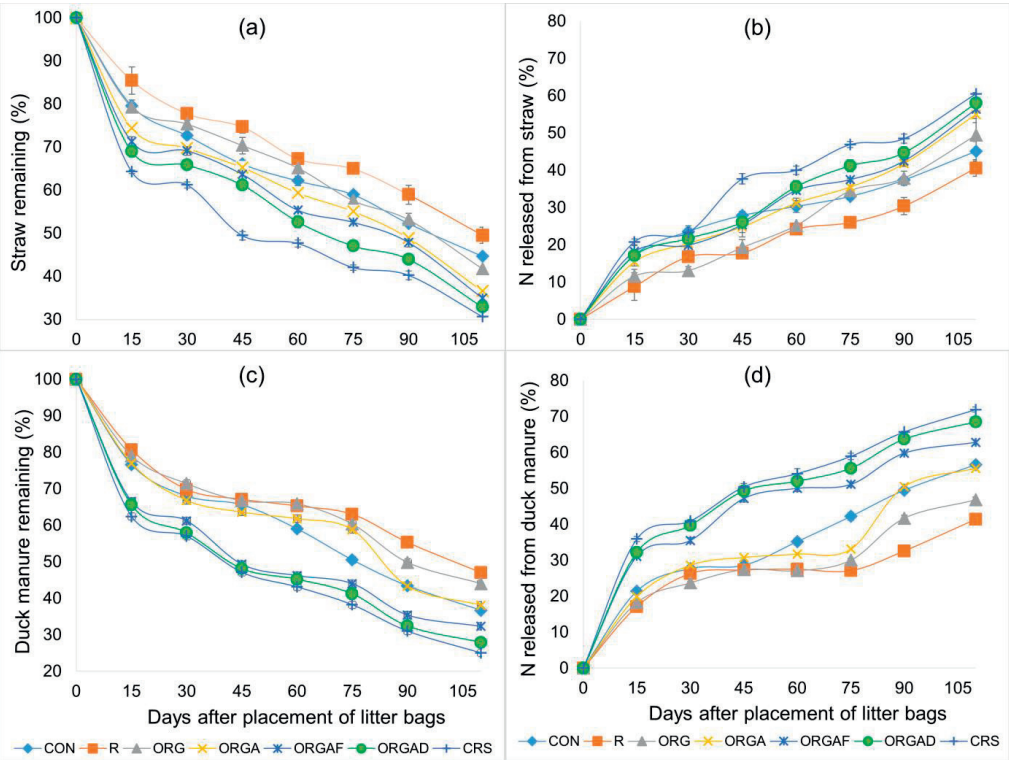 (a)
Straw remaining (%)
100
90
80
70
60
50
40
30
0 15 30 45 60 75 90 105
(b)
N released from straw (%)
80
70
60
50
40
30
20
10
0
0 15 30 45 60 75 90 105
(c)
Duck manure remaining (%)
100
90
80
70
60
50
40
30
20
0 15 30 45 60 75 90 105
Days after placement of litter bags
CON R ORG ORGA ORGAF ORGAD CRS
(d)
N released from duck manure (%)
80
70
60
50
40
30
20
10
0
0 15 30 45 60 75 90 105
Days after placement of litter bags
CON R ORG ORGA ORGAF ORGAD CRS